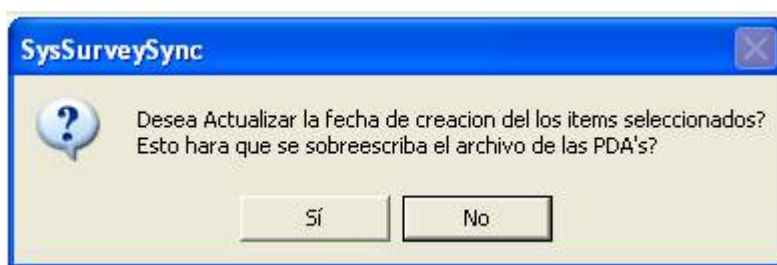 SysSurveySync
Desea Actualizar la fecha de creacion del los items seleccionados?
Esto hara que se sobreescriba el archivo de las PDA's?
Sí
No